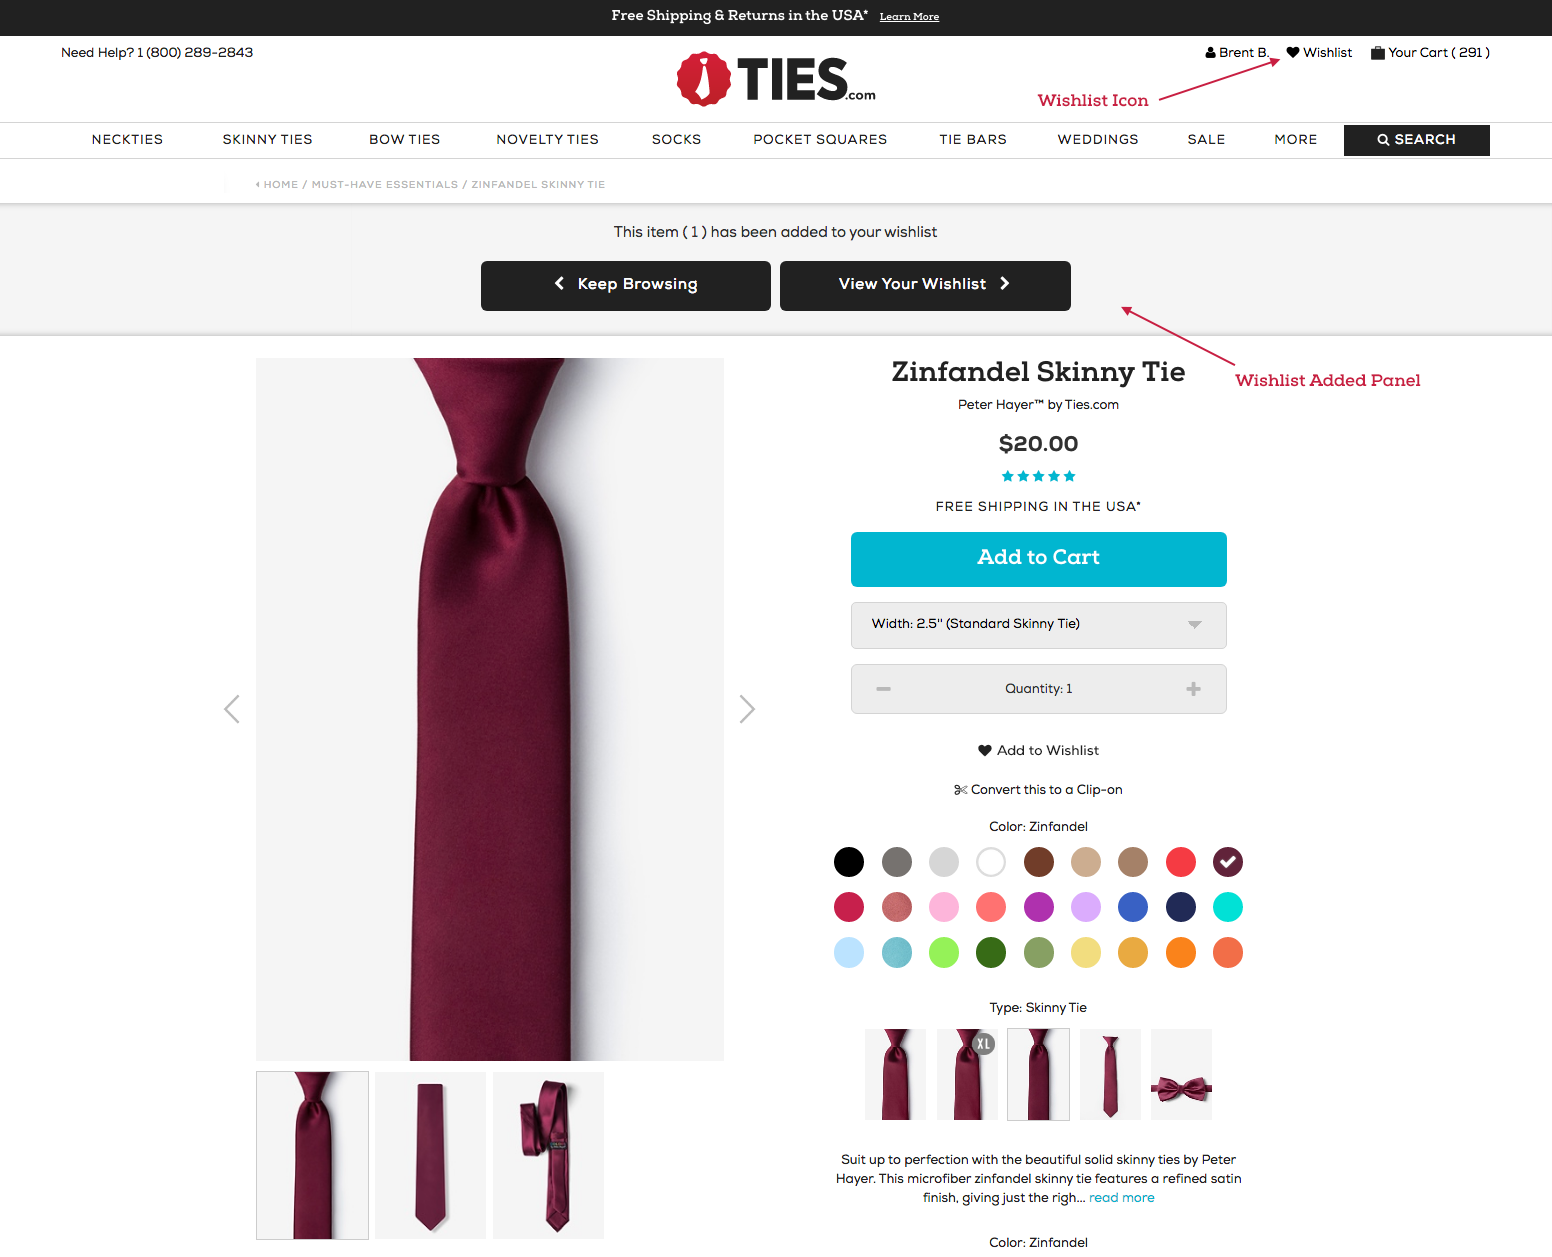 Free Shipping & Returns in the USA* Learn More
Need Help? 1 (800) 289-2843
Brent B. Wishlist Your Cart ( 291 )
TIES.com
Wishlist Icon
NECKTIES SKINNY TIES BOW TIES NOVELTY TIES SOCKS POCKET SQUARES TIE BARS WEDDINGS SALE MORE SEARCH
HOME / MUST-HAVE ESSENTIALS / ZINFANDEL SKINNY TIE
This item ( 1 ) has been added to your wishlist
Keep Browsing View Your Wishlist
Wishlist Added Panel
Zinfandel Skinny Tie
Peter Hayer™ by Ties.com
$20.00
FREE SHIPPING IN THE USA*
Add to Cart
Width: 2.5'' (Standard Skinny Tie)
Quantity: 1
Add to Wishlist
Convert this to a Clip-on
Color: Zinfandel
Type: Skinny Tie
XL
Suit up to perfection with the beautiful solid skinny ties by Peter
Hayer. This microfiber zinfandel skinny tie features a refined satin
finish, giving just the righ... read more
Color: Zinfandel